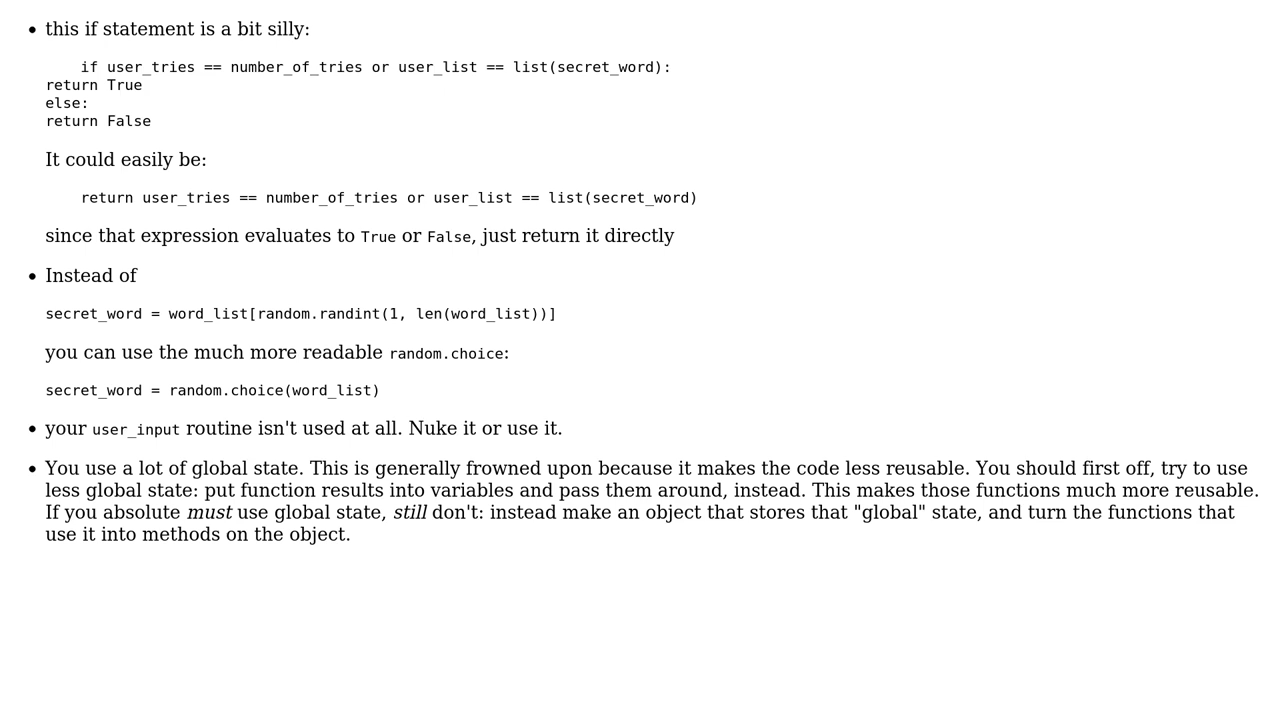 this if statement is a bit silly:
if user_tries == number_of_tries or user_list == list(secret_word):
return True
else:
return False
It could easily be:
return user_tries == number_of_tries or user_list == list(secret_word)
since that expression evaluates to True or False, just return it directly
Instead of
secret_word = word_list[random.randint(1, len(word_list))]
you can use the much more readable random.choice:
secret_word = random.choice(word_list)
your user_input routine isn't used at all. Nuke it or use it.
You use a lot of global state. This is generally frowned upon because it makes the code less reusable. You should first off, try to use
less global state: put function results into variables and pass them around, instead. This makes those functions much more reusable.
If you absolute must use global state, still don't: instead make an object that stores that "global" state, and turn the functions that
use it into methods on the object.